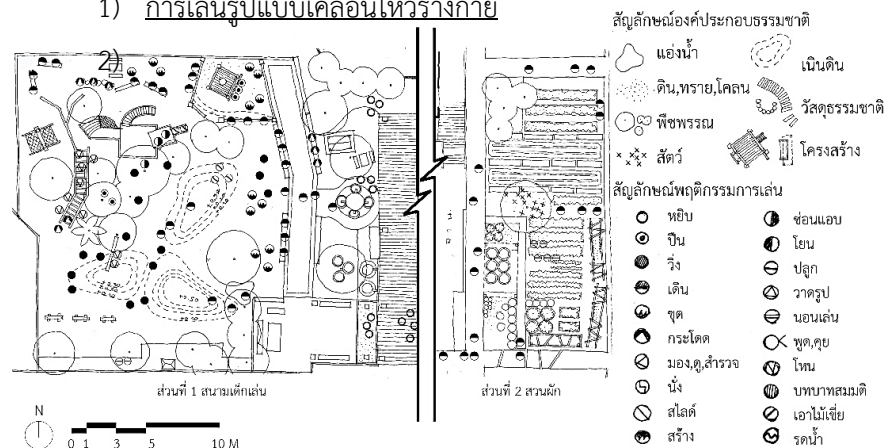 1) การเล่นรูปแบบเคลื่อนไหวร่างกาย
2)
สัญลักษณ์องค์ประกอบธรรมชาติ
แอ่งน้ำ
เนินดิน
ดิน,ทราย,โคลน
วัสดุธรรมชาติ
พืชพรรณ
สัตว์
โครงสร้าง
สัญลักษณ์พฤติกรรมการเล่น
หยิบ
ปีน
วิ่ง
เดิน
ขุด
กระโดด
มอง,ดู,สำรวจ
นั่ง
สไลด์
สร้าง
ซ่อนแอบ
โยน
ปลูก
วาดรูป
นอนเล่น
พูด,คุย
โหน
บทบาทสมมติ
เอาไม้เขี่ย
รดน้ำ
ส่วนที่ 1 สนามเด็กเล่น
ส่วนที่ 2 สวนผัก
N
0 1 3 5 10 M